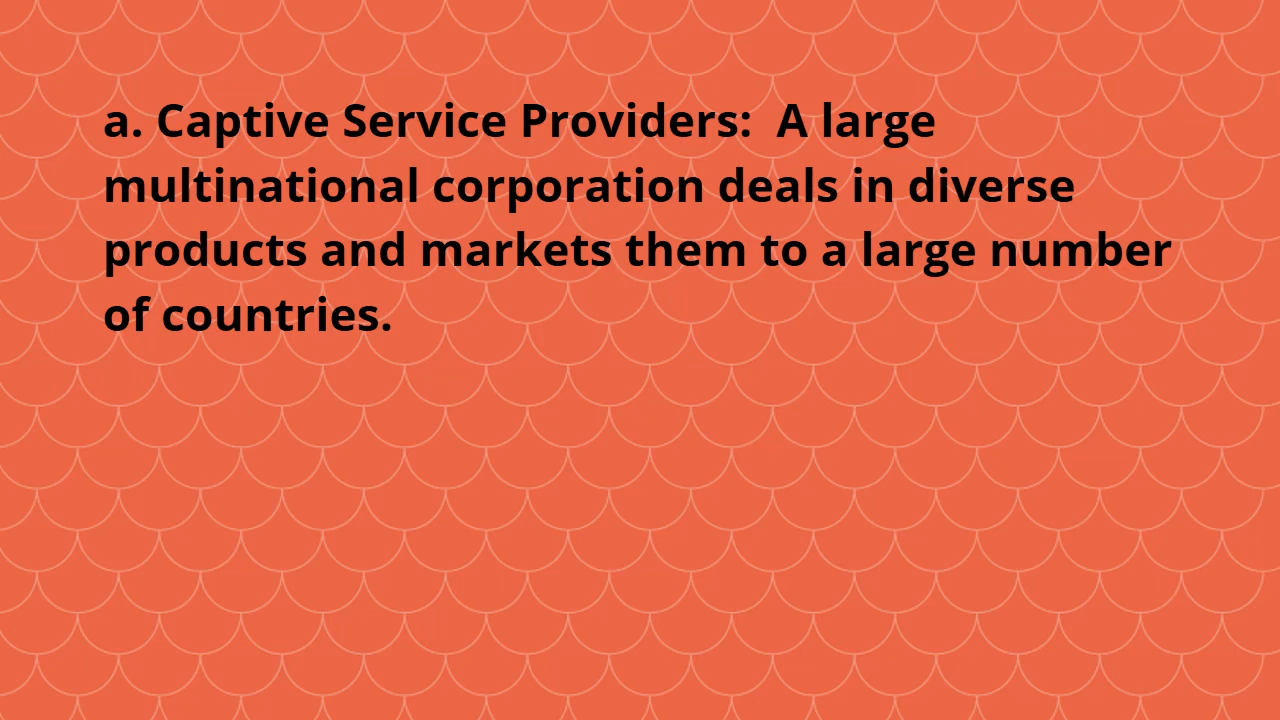 a. Captive Service Providers:  A large
multinational corporation deals in diverse
products and markets them to a large number
of countries.